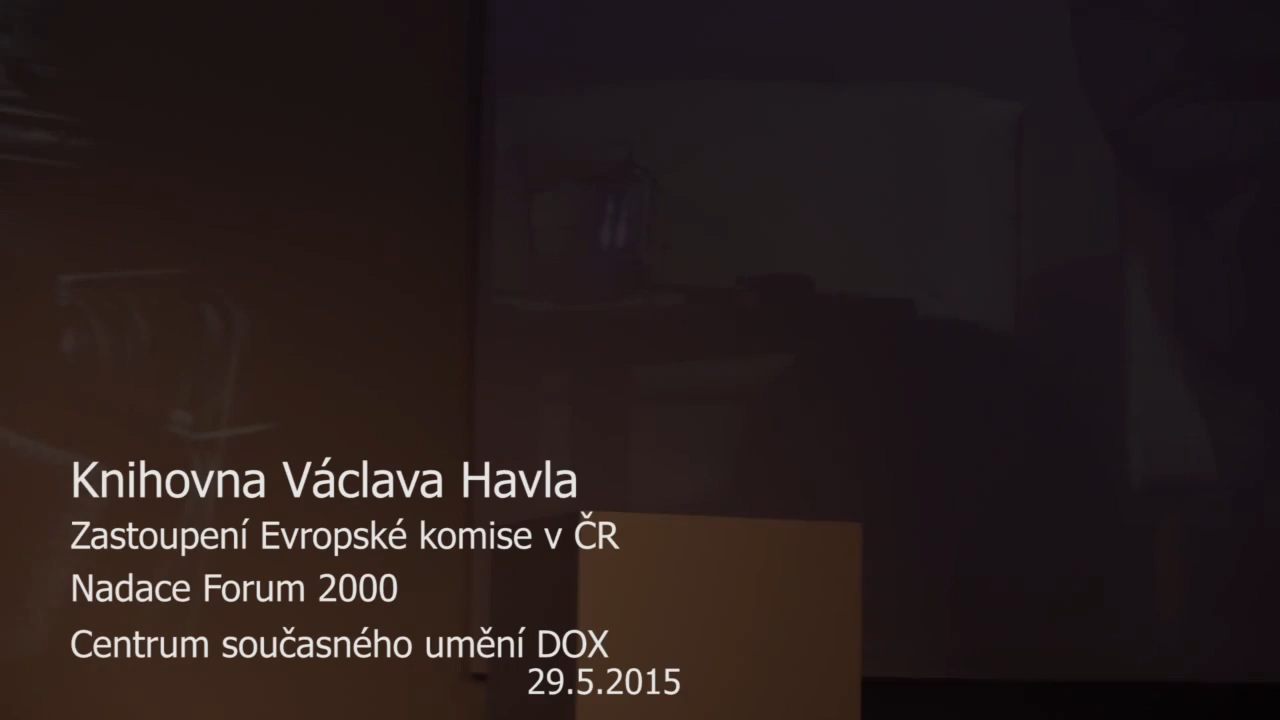 Knihovna Václava Havla
Zastoupení Evropské komise v ČR
Nadace Forum 2000
Centrum současného umění DOX
29.5.2015